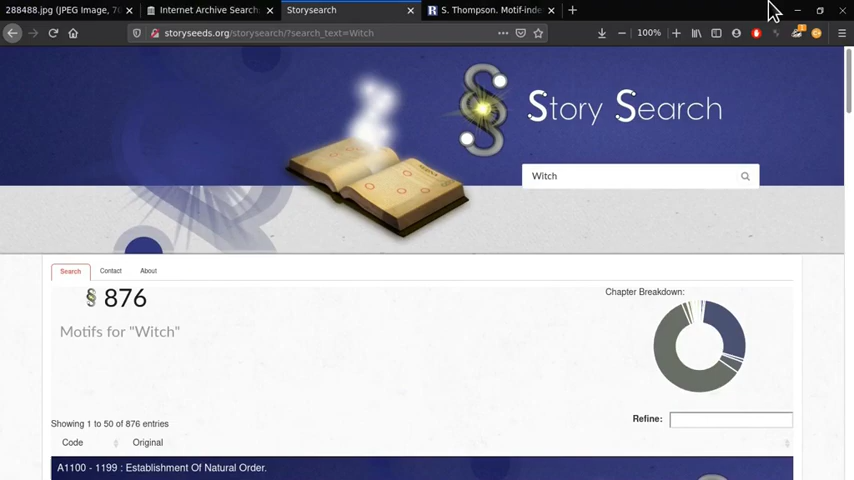 288488.jpg (JPEG Image, 70
Internet Archive Search:
Storysearch
S. Thompson. Motif-inde
storyseeds.org/storysearch/?search_text=Witch
100%
Story Search
Witch
Search
Contact
About
876
Chapter Breakdown:
Motifs for "Witch"
Showing 1 to 50 of 876 entries
Refine:
Code
Original
A1100 - 1199 : Establishment Of Natural Order.